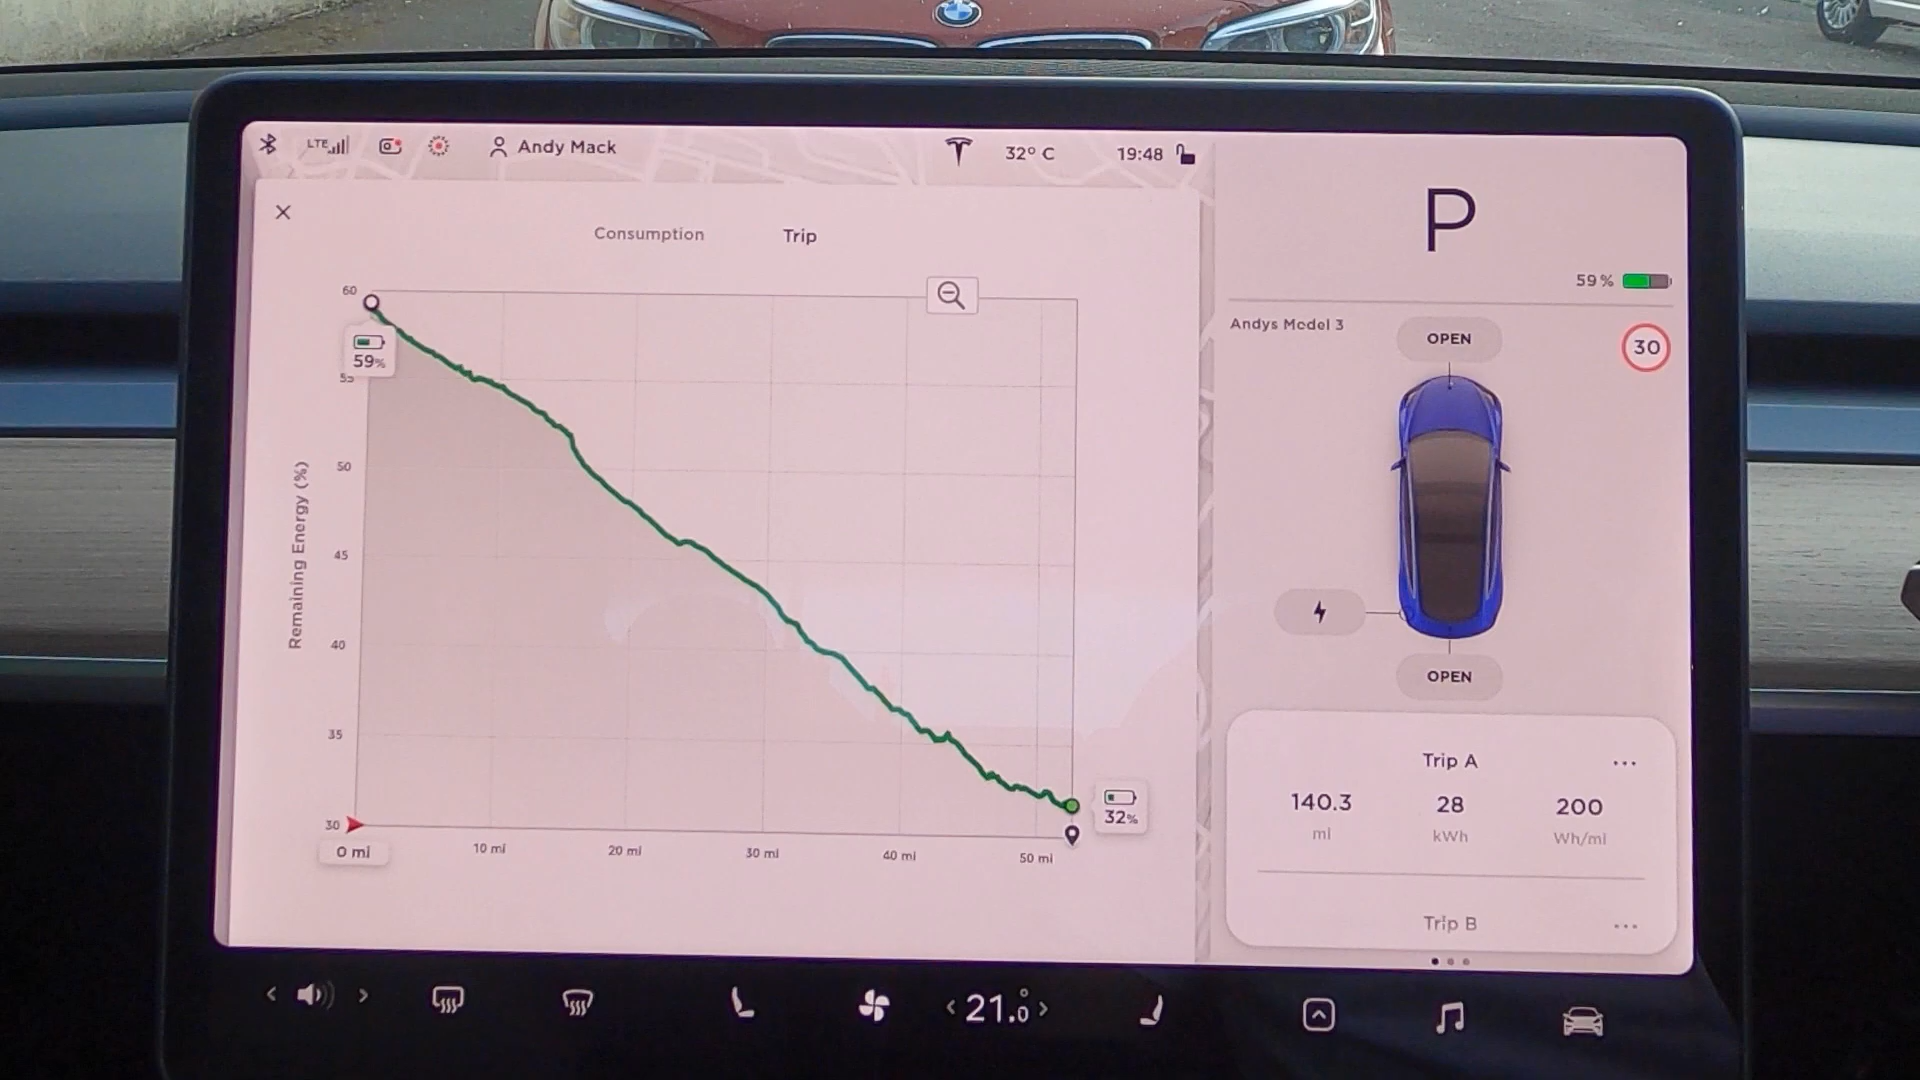 LTE
Andy Mack
32° C
19:48
Consumption
Trip
60
59%
55
50
45
40
35
30
Remaining Energy (%)
32%
0 mi
10 mi
20 mi
30 mi
40 mi
50 mi
P
59 %
Andys Model 3
OPEN
30
OPEN
Trip A
140.3
28
200
mi
kWh
Wh/mi
Trip B
21.0°